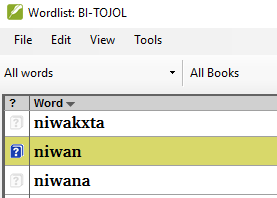 Wordlist: BI-TOJOL
File Edit View Tools
All words All Books
? Word
niwakxta
niwan
niwana